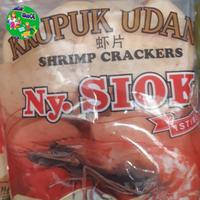 KRUPUK UDAN
虾片
SHRIMP CRACKERS
Ny. SIOK